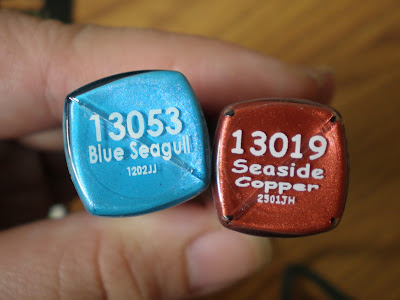 13053
Blue Seagull
1202JJ
13019
Seaside
Copper
2501JH